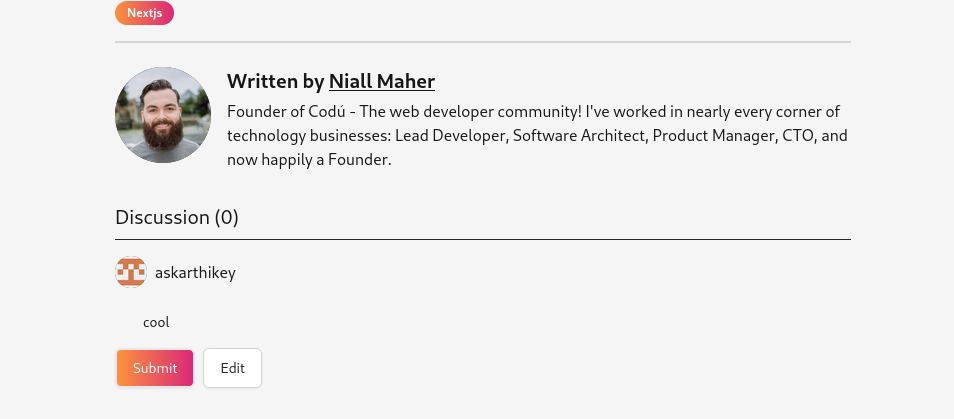 Nextjs
Written by Niall Maher
Founder of Codú - The web developer community! I've worked in nearly every corner of
technology businesses: Lead Developer, Software Architect, Product Manager, CTO, and
now happily a Founder.
Discussion (0)
askarthikey
cool
Submit Edit